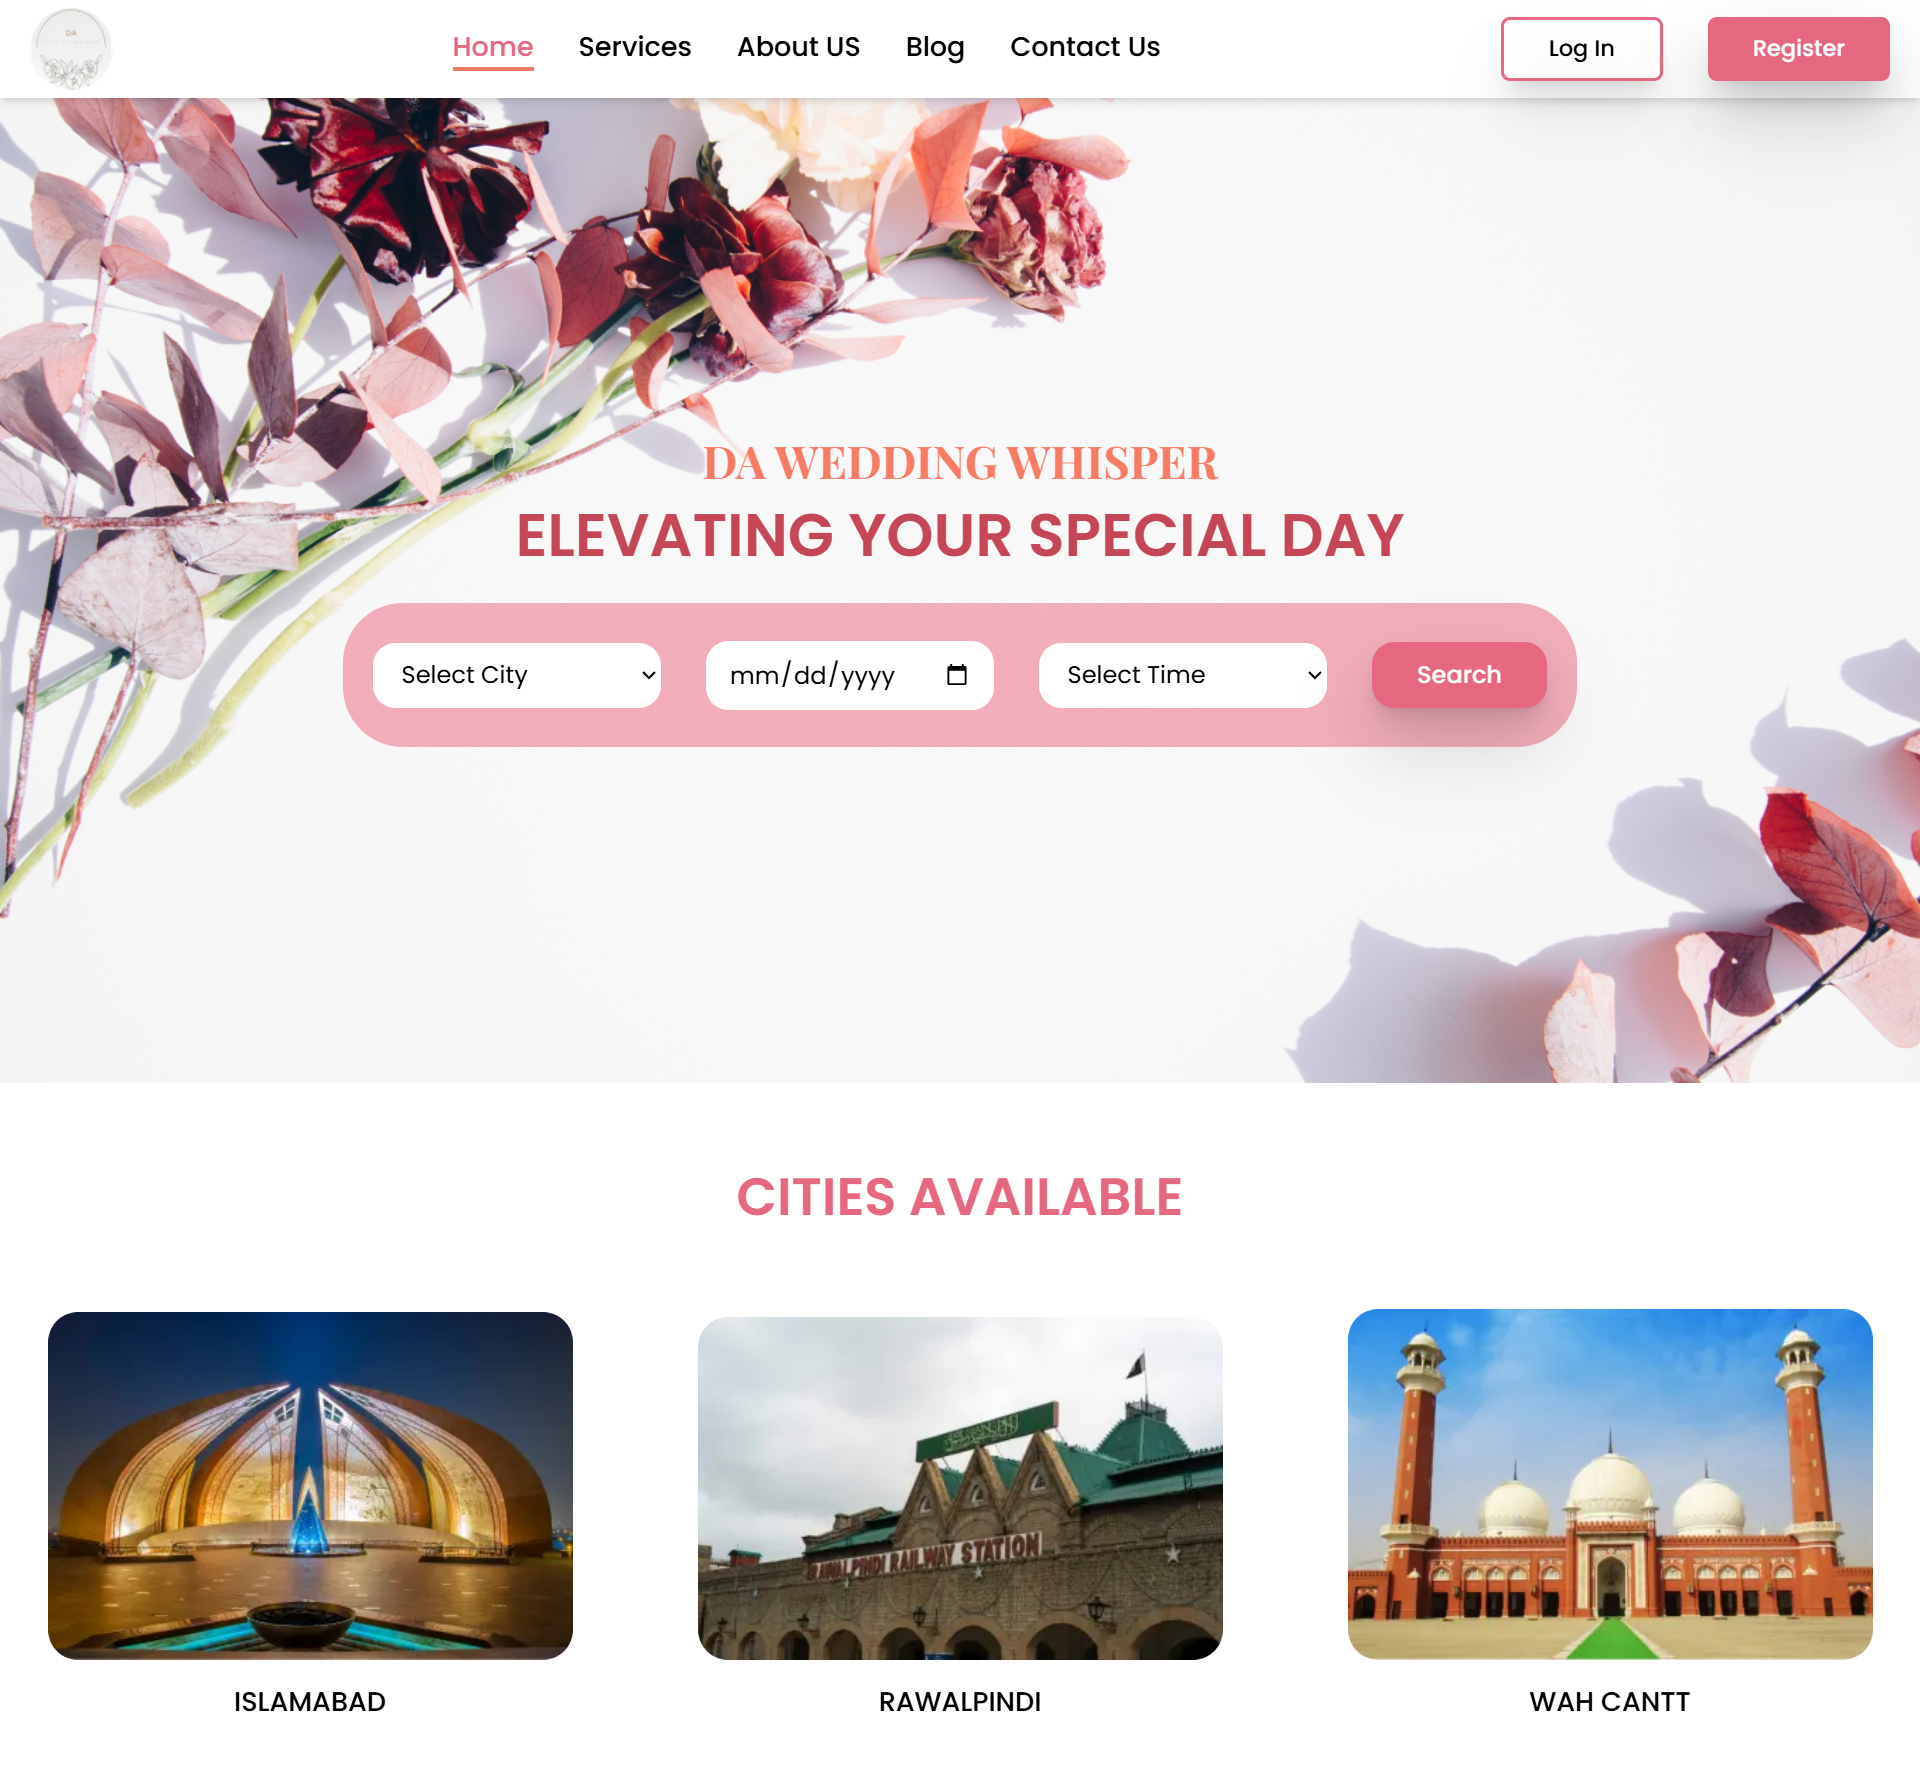 DA
Home Services About US Blog Contact Us Log In Register
DA WEDDING WHISPER
ELEVATING YOUR SPECIAL DAY
Select City mm/dd/yyyy Select Time Search
CITIES AVAILABLE
RAWALPINDI RAILWAY STATION
ISLAMABAD RAWALPINDI WAH CANTT